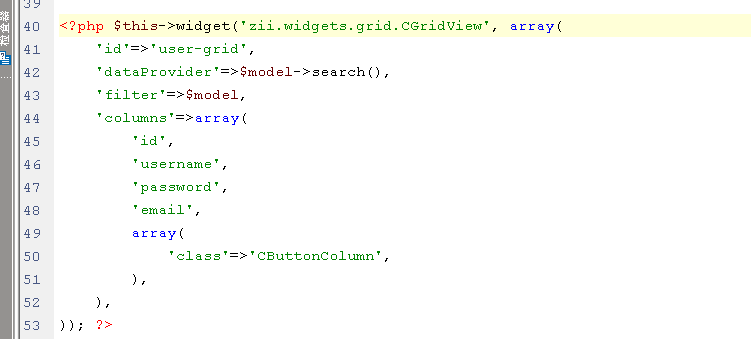 39
40 <?php $this->widget('zii.widgets.grid.CGridView', array(
41     'id'=>'user-grid',
42     'dataProvider'=>$model->search(),
43     'filter'=>$model,
44     'columns'=>array(
45         'id',
46         'username',
47         'password',
48         'email',
49         array(
50             'class'=>'CButtonColumn',
51         ),
52     ),
53 )); ?>